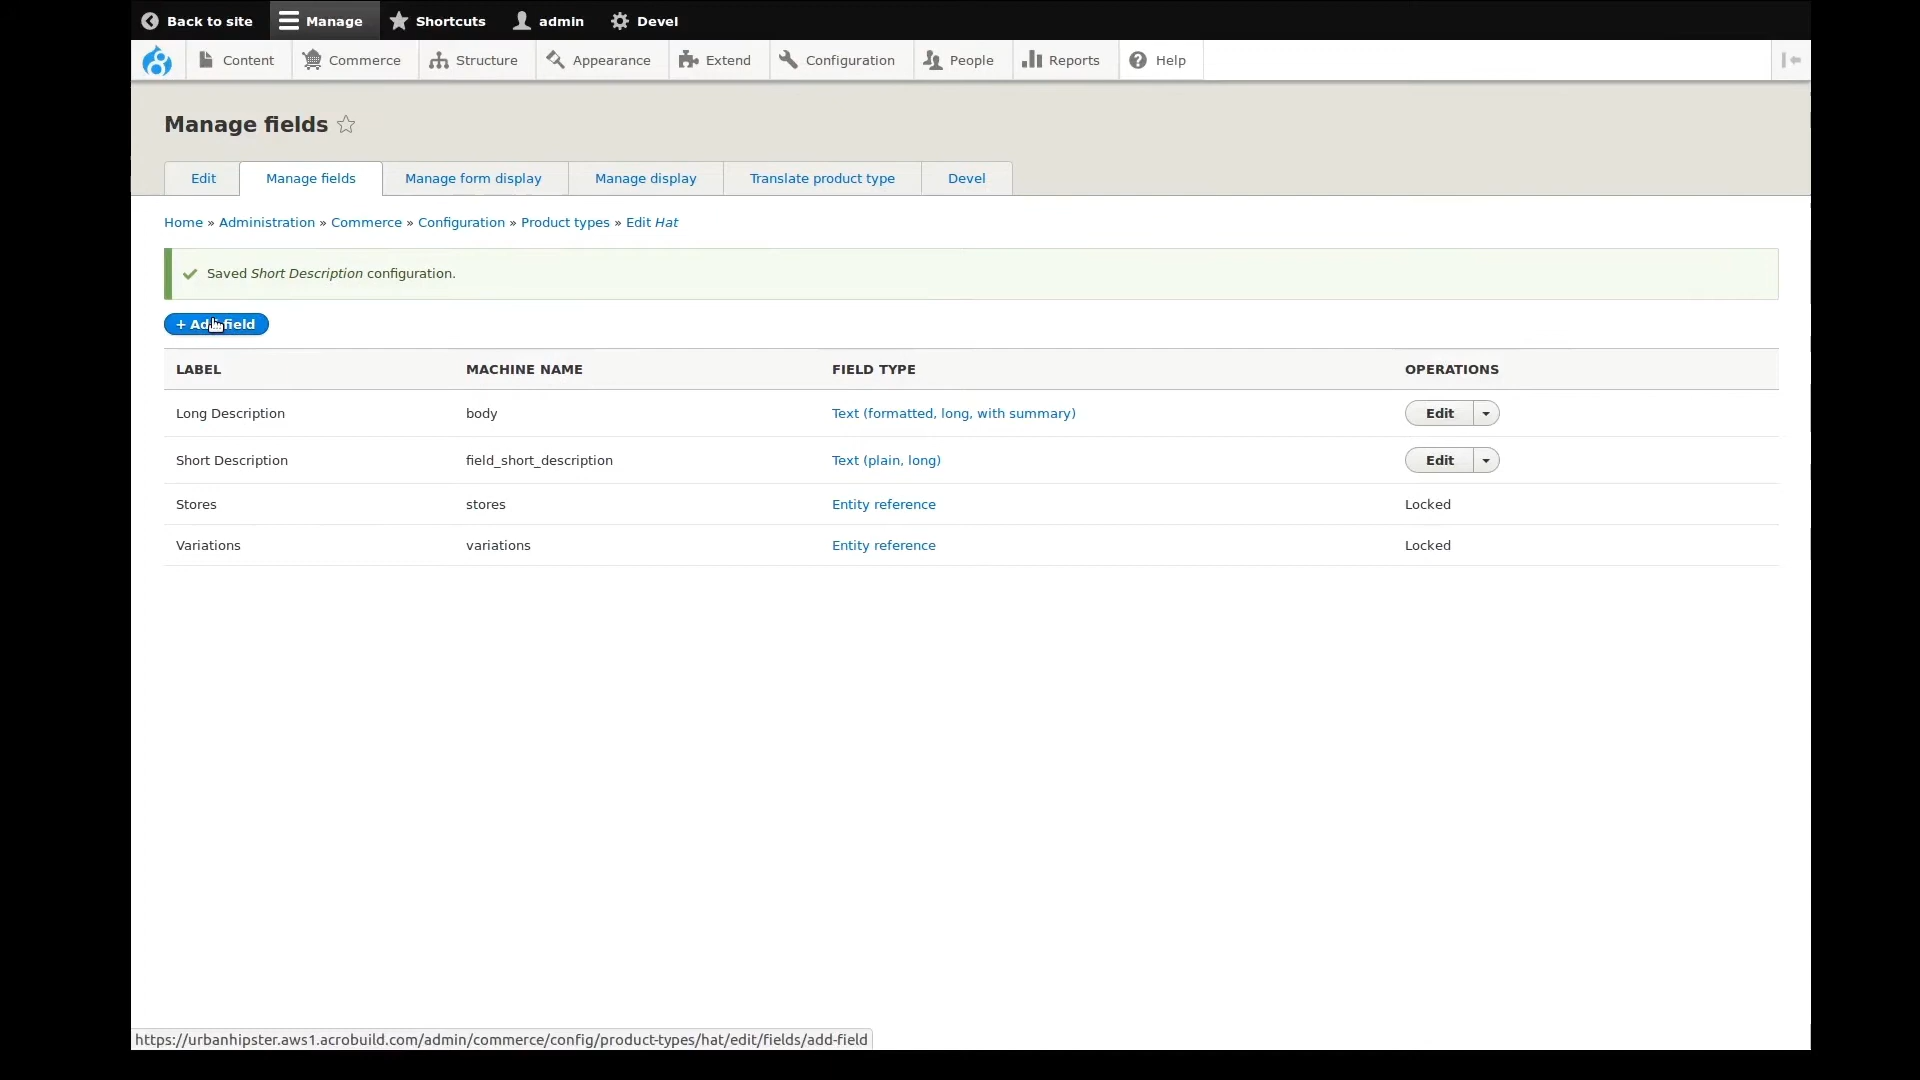 Back to site Manage Shortcuts admin Devel
Content Commerce Structure Appearance Extend Configuration People Reports Help
Manage fields
Edit Manage fields Manage form display Manage display Translate product type Devel
Home » Administration » Commerce » Configuration » Product types » Edit Hat
Saved Short Description configuration.
+ Add field
LABEL MACHINE NAME FIELD TYPE OPERATIONS
Long Description body Text (formatted, long, with summary) Edit
Short Description field_short_description Text (plain, long) Edit
Stores stores Entity reference Locked
Variations variations Entity reference Locked
https://urbanhipster.aws1.acrobuild.com/admin/commerce/config/product-types/hat/edit/fields/add-field